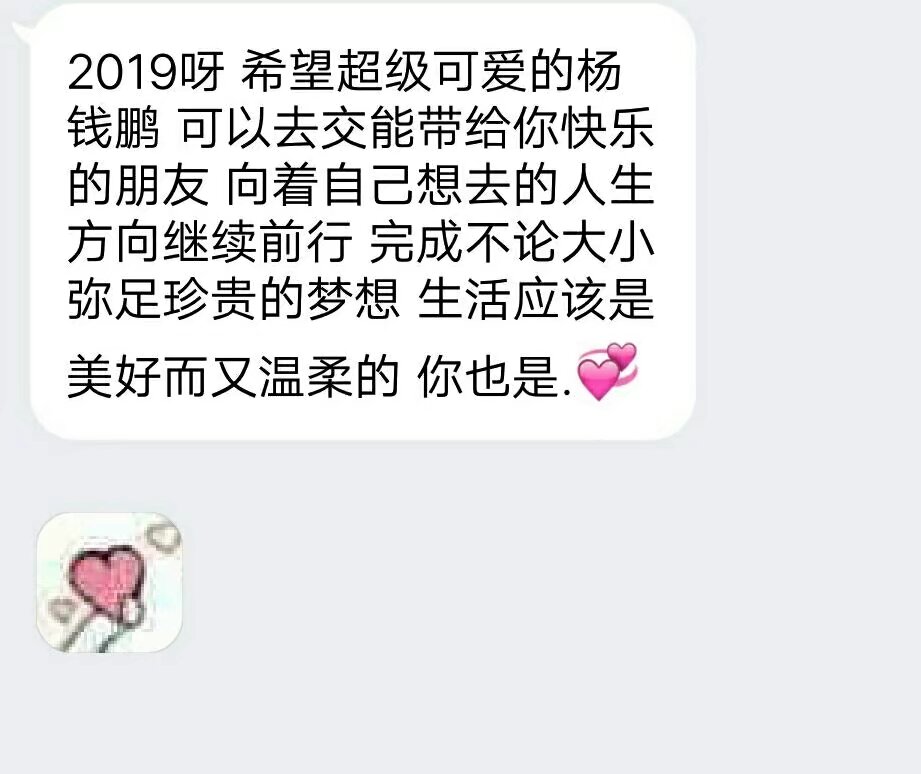 2019呀 希望超级可爱的杨
钱鹏 可以去交能带给你快乐
的朋友 向着自己想去的人生
方向继续前行 完成不论大小
弥足珍贵的梦想 生活应该是
美好而又温柔的 你也是.💞